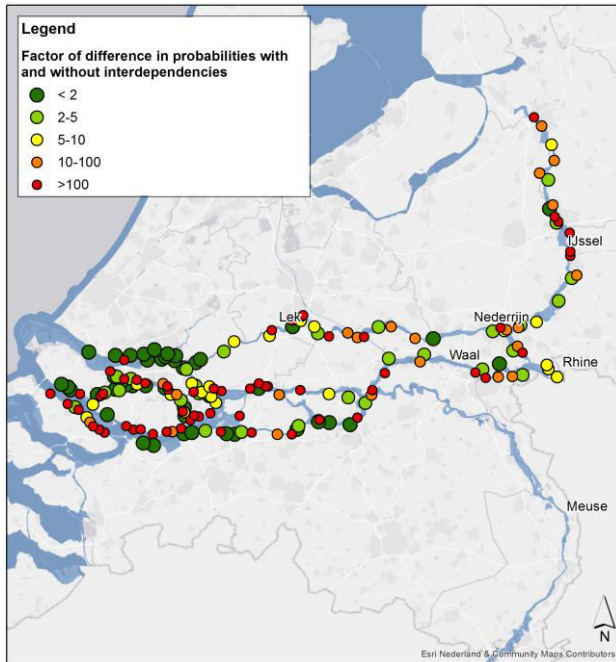 Legend
Factor of difference in probabilities with
and without interdependencies
< 2
2-5
5-10
10-100
>100
IJssel
Lek
Nederrijn
Waal
Rhine
Meuse
N
Esri Nederland & Community Maps Contributors